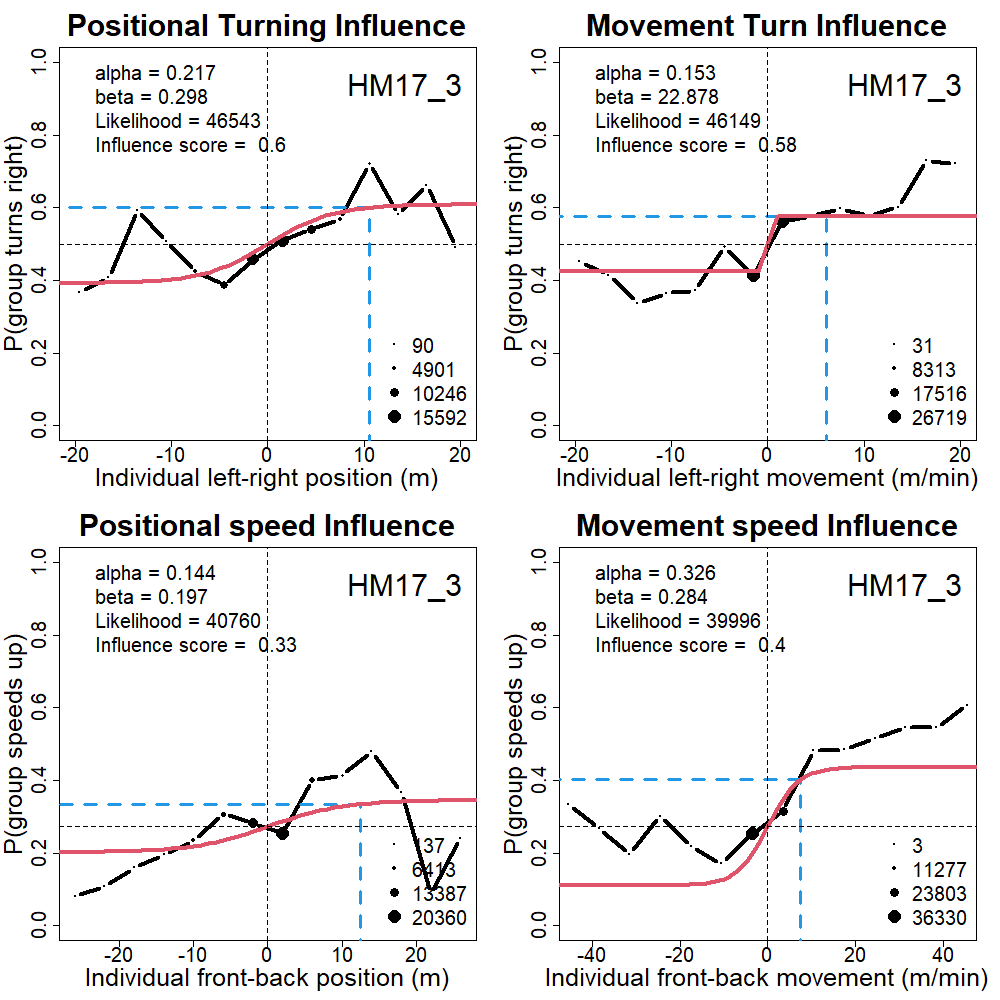 Positional Turning Influence
alpha = 0.217
beta = 0.298
Likelihood = 46543
Influence score = 0.6
HM17_3
P(group turns right)
1.0
0.8
0.6
0.4
0.2
0.0
90
4901
10246
15592
-20
-10
0
10
20
Individual left-right position (m)
Movement Turn Influence
alpha = 0.153
beta = 22.878
Likelihood = 46149
Influence score = 0.58
HM17_3
P(group turns right)
1.0
0.8
0.6
0.4
0.2
0.0
31
8313
17516
26719
-20
-10
0
10
20
Individual left-right movement (m/min)
Positional speed Influence
alpha = 0.144
beta = 0.197
Likelihood = 40760
Influence score = 0.33
HM17_3
P(group speeds up)
1.0
0.8
0.6
0.4
0.2
0.0
137
6413
13387
20360
-20
-10
0
10
20
Individual front-back position (m)
Movement speed Influence
alpha = 0.326
beta = 0.284
Likelihood = 39996
Influence score = 0.4
HM17_3
P(group speeds up)
1.0
0.8
0.6
0.4
0.2
0.0
3
11277
23803
36330
-40
-20
0
20
40
Individual front-back movement (m/min)